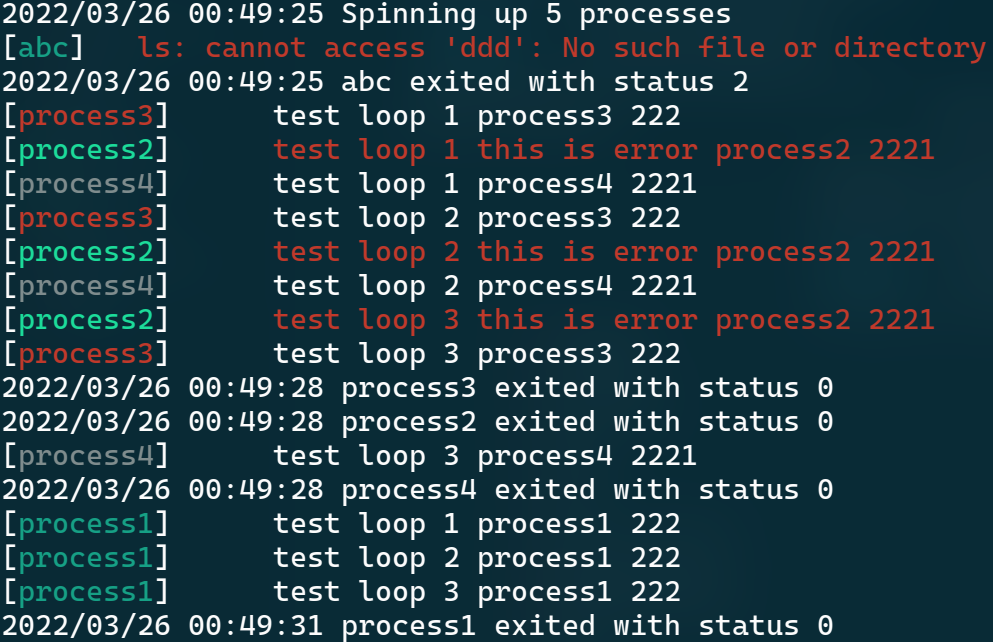 2022/03/26 00:49:25 Spinning up 5 processes
[abc]   ls: cannot access 'ddd': No such file or directory
2022/03/26 00:49:25 abc exited with status 2
[process3]      test loop 1 process3 222
[process2]      test loop 1 this is error process2 2221
[process4]      test loop 1 process4 2221
[process3]      test loop 2 process3 222
[process2]      test loop 2 this is error process2 2221
[process4]      test loop 2 process4 2221
[process2]      test loop 3 this is error process2 2221
[process3]      test loop 3 process3 222
2022/03/26 00:49:28 process3 exited with status 0
2022/03/26 00:49:28 process2 exited with status 0
[process4]      test loop 3 process4 2221
2022/03/26 00:49:28 process4 exited with status 0
[process1]      test loop 1 process1 222
[process1]      test loop 2 process1 222
[process1]      test loop 3 process1 222
2022/03/26 00:49:31 process1 exited with status 0